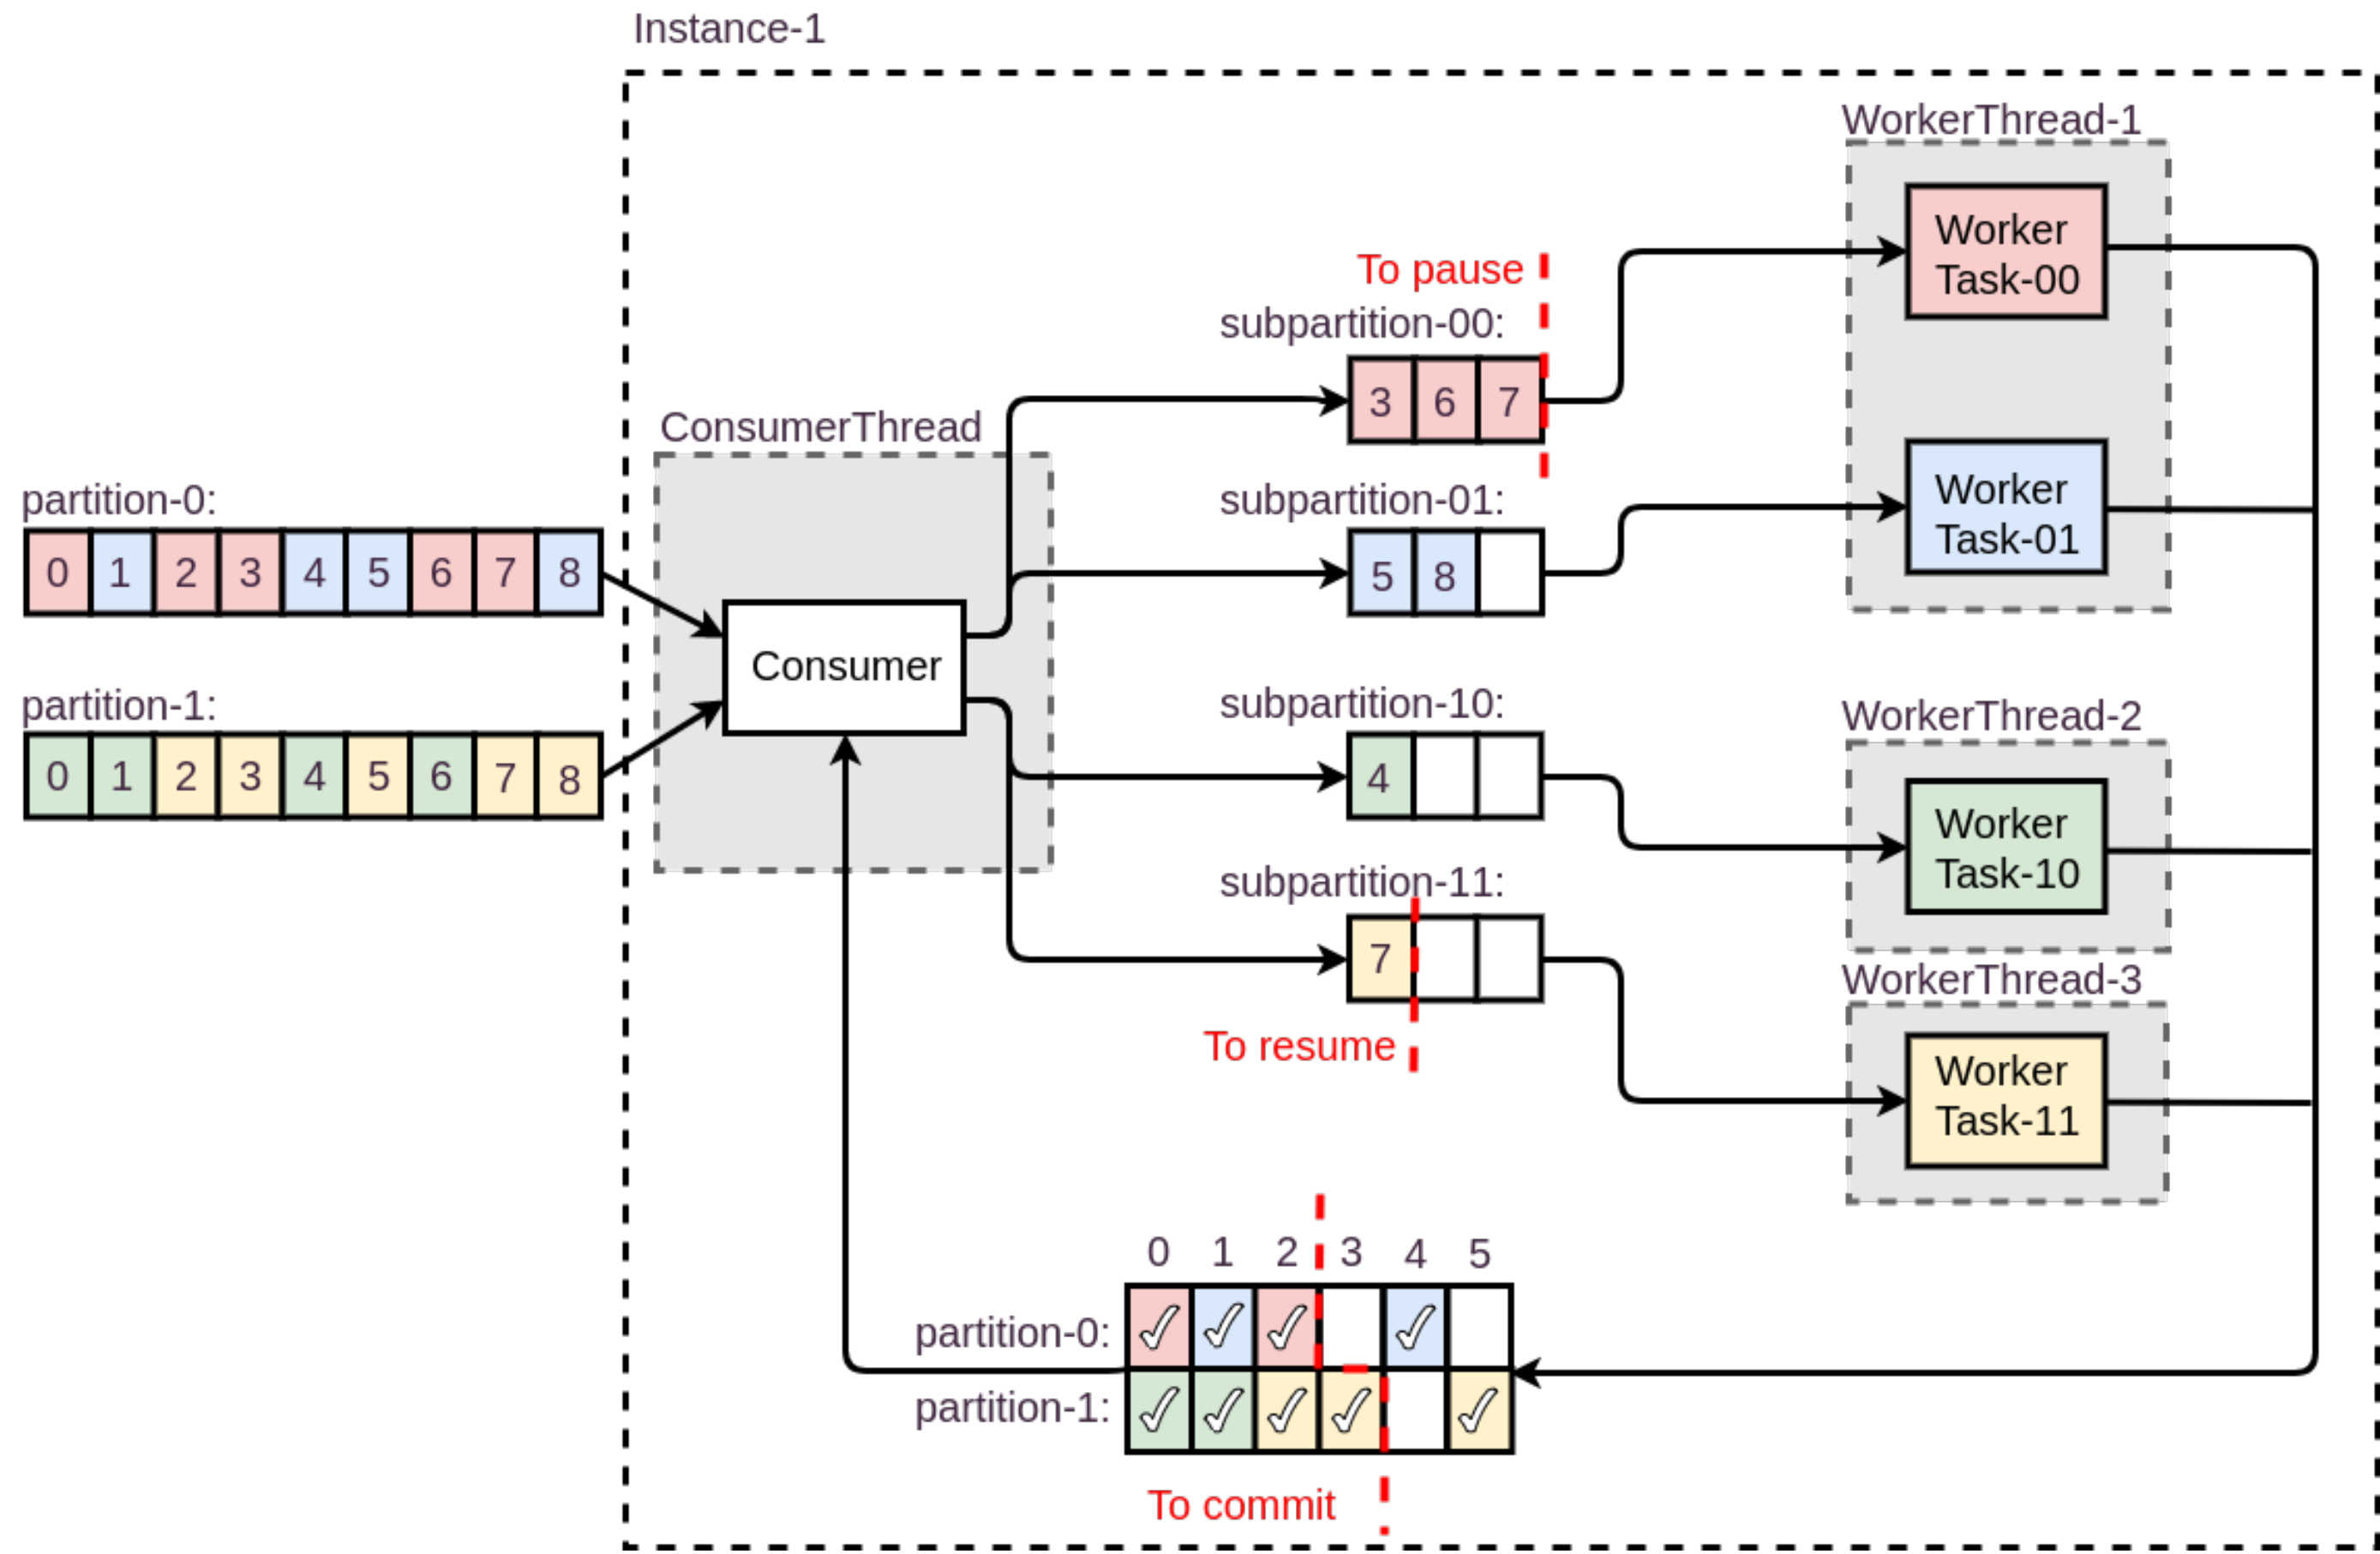 Instance-1
WorkerThread-1
Worker
Task-00
To pause
subpartition-00:
3 6 7
ConsumerThread
partition-0:
0 1 2 3 4 5 6 7 8
subpartition-01:
5 8
Worker
Task-01
Consumer
partition-1:
0 1 2 3 4 5 6 7 8
subpartition-10:
4
WorkerThread-2
Worker
Task-10
subpartition-11:
7
To resume
WorkerThread-3
Worker
Task-11
0 1 2 3 4 5
partition-0:
✓ ✓ ✓ ✓
partition-1:
✓ ✓ ✓ ✓ ✓
To commit